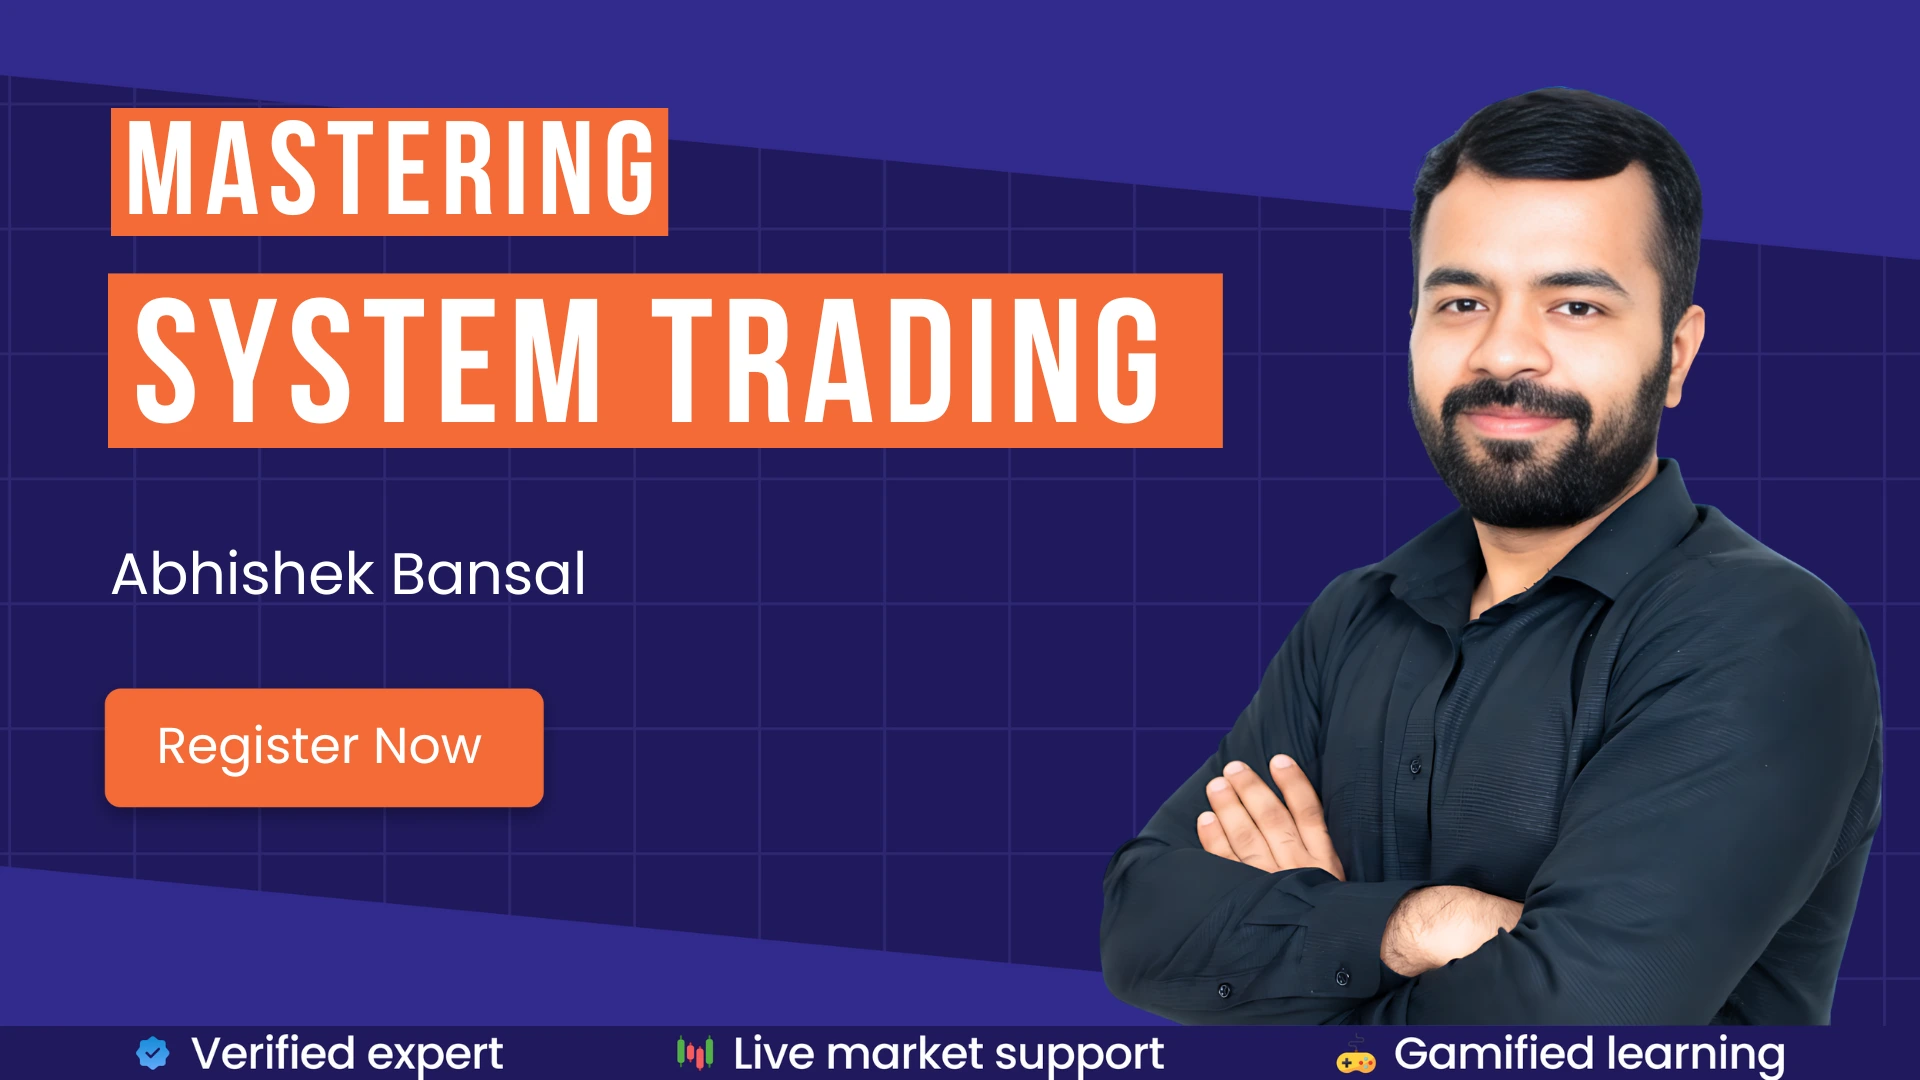 MASTERING
SYSTEM TRADING
Abhishek Bansal
Register Now
Verified expert
Live market support
Gamified learning